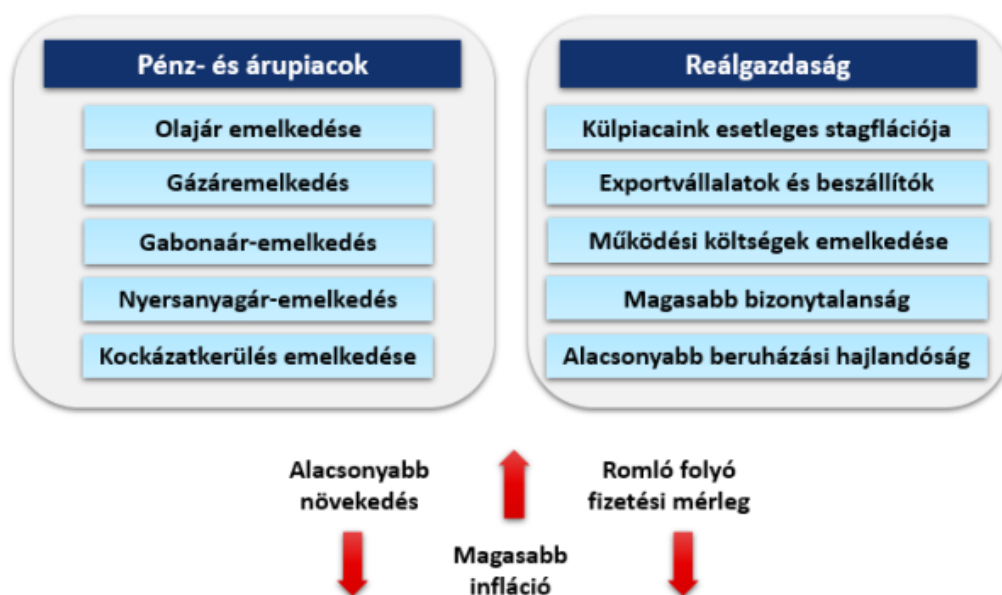 Pénz- és árupiacok
Olajár emelkedése
Gázáremelkedés
Gabonaár-emelkedés
Nyersanyagár-emelkedés
Kockázatkerülés emelkedése
Reálgazdaság
Külpiacaink esetleges stagflációja
Exportvállalatok és beszállítók
Működési költségek emelkedése
Magasabb bizonytalanság
Alacsonyabb beruházási hajlandóság
Alacsonyabb
növekedés
Magasabb
infláció
Romló folyó
fizetési mérleg